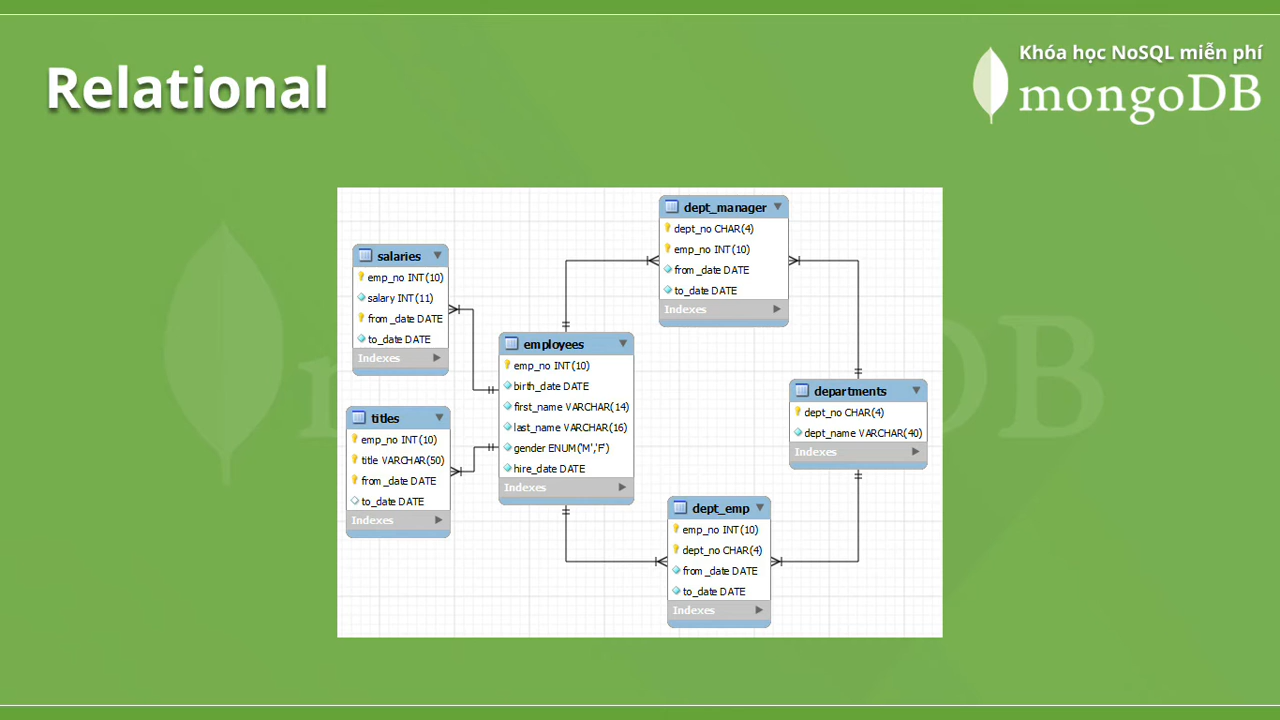 Relational
Khóa học NoSQL miễn phí
mongoDB
salaries
emp_no INT(10)
salary INT(11)
from_date DATE
to_date DATE
Indexes
titles
emp_no INT(10)
title VARCHAR(50)
from_date DATE
to_date DATE
Indexes
employees
emp_no INT(10)
birth_date DATE
first_name VARCHAR(14)
last_name VARCHAR(16)
gender ENUM('M','F')
hire_date DATE
Indexes
dept_manager
dept_no CHAR(4)
emp_no INT(10)
from_date DATE
to_date DATE
Indexes
departments
dept_no CHAR(4)
dept_name VARCHAR(40)
Indexes
dept_emp
emp_no INT(10)
dept_no CHAR(4)
from_date DATE
to_date DATE
Indexes